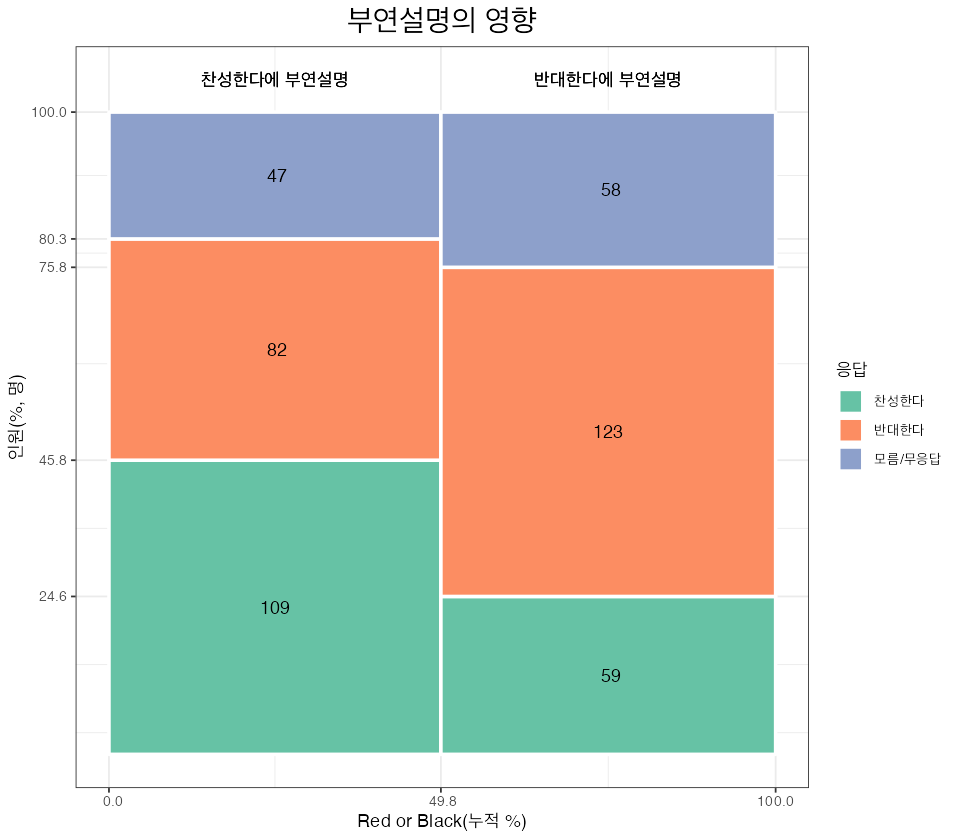 부연설명의 영향
찬성한다에 부연설명 반대한다에 부연설명
100.0
80.3
75.8
45.8
24.6
인원(%, 명)
47
58
82
123
109
59
0.0 49.8 100.0
Red or Black(누적 %)
응답
찬성한다
반대한다
모름/무응답